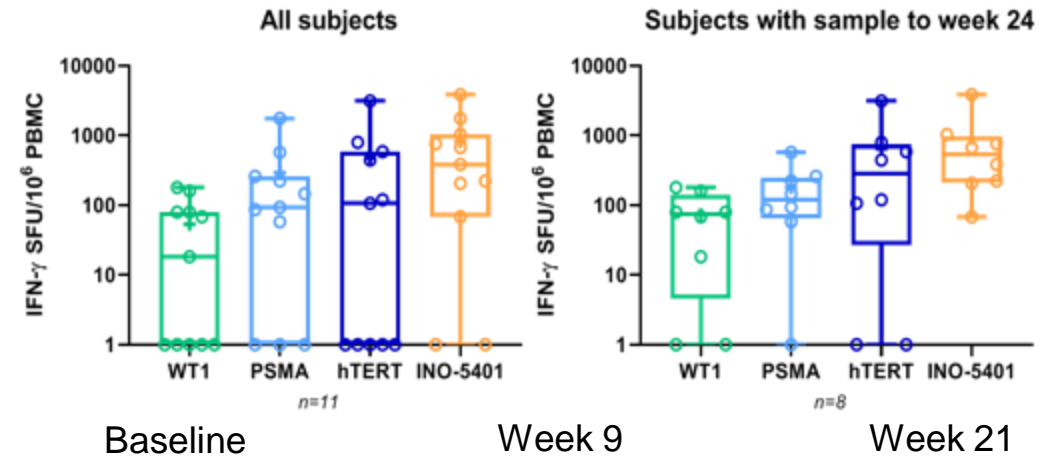 All subjects
Subjects with sample to week 24
IFN-γ SFU/10⁶ PBMC
10000
1000
100
10
1
WT1 PSMA hTERT INO-5401
n=11
IFN-γ SFU/10⁶ PBMC
10000
1000
100
10
1
WT1 PSMA hTERT INO-5401
n=8
Baseline
Week 9
Week 21